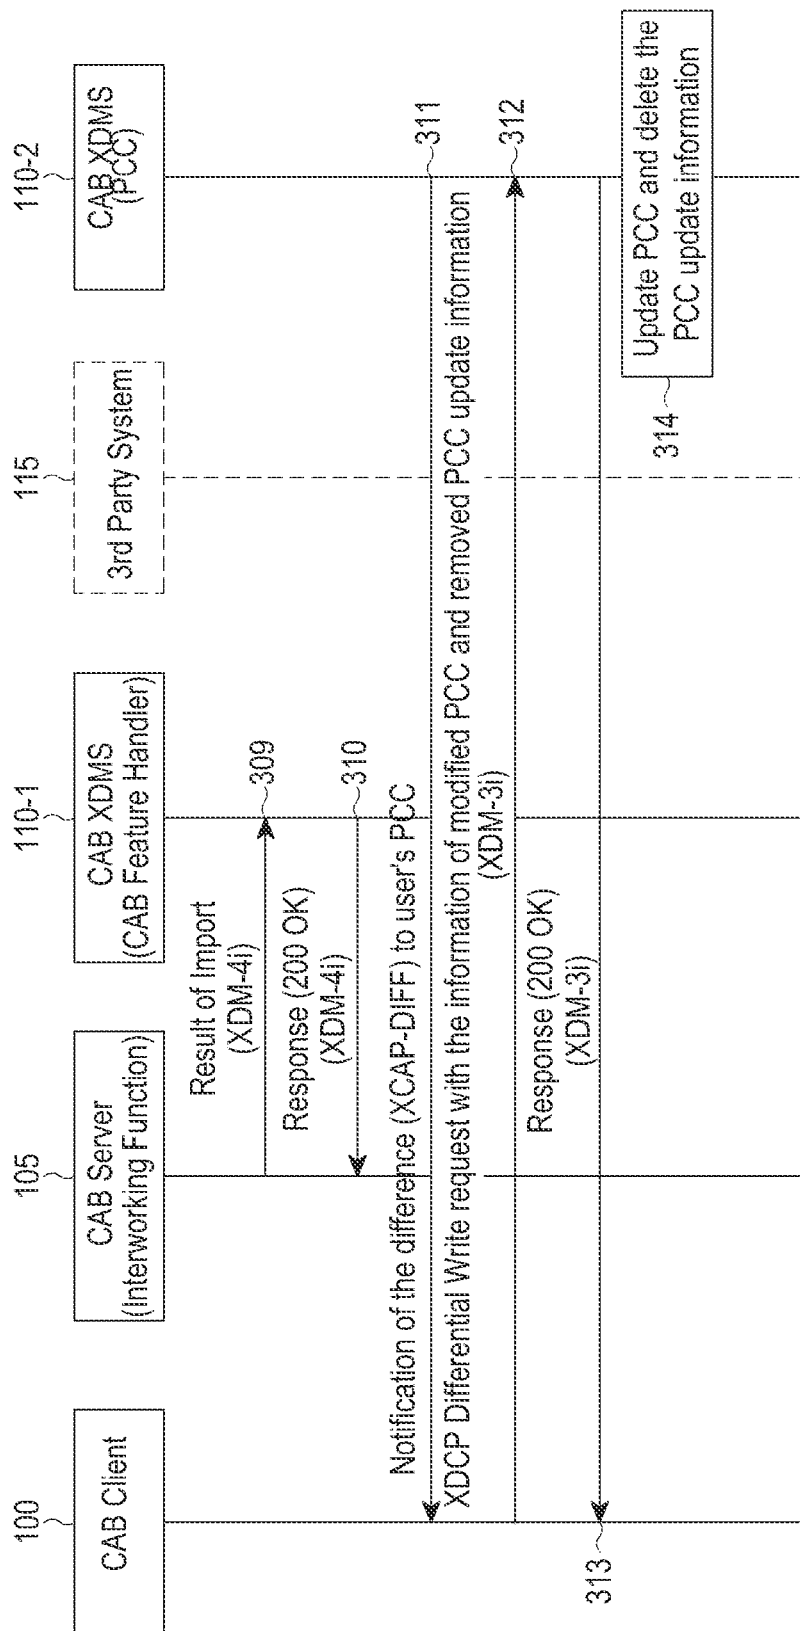 100
CAB Client
105
CAB Server
(Interworking Function)
110-1
CAB XDMS
(CAB Feature Handler)
115
3rd Party System
110-2
CAB XDMS
(PCC)
Result of Import
(XDM-4i)
309
Response (200 OK)
(XDM-4i)
310
Notification of the difference (XCAP-DIFF) to user's PCC
311
XDCP Differential Write request with the information of modified PCC and removed PCC update information
(XDM-3i)
312
Response (200 OK)
(XDM-3i)
313
314
Update PCC and delete the
PCC update information